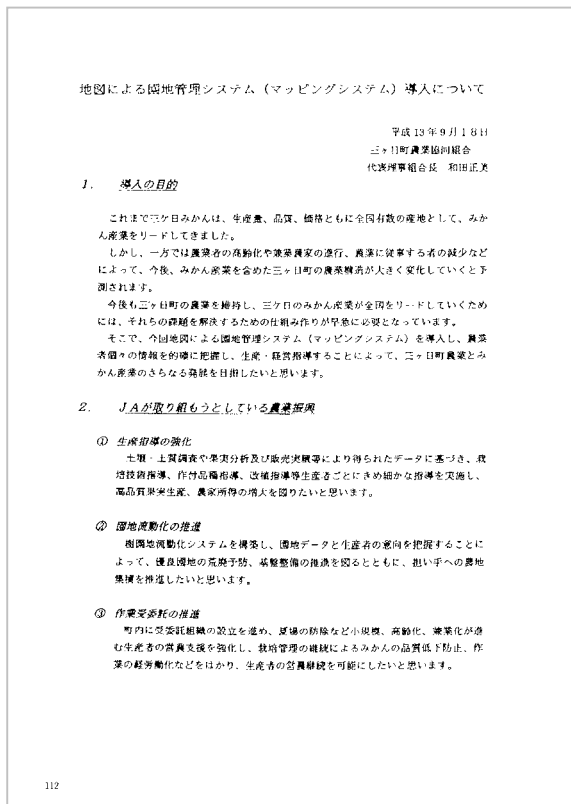 地図による園地管理システム（マッピングシステム）導入について
平成13年9月18日
三ヶ日町農業協同組合
代表理事組合長　和田正美
1.　導入の目的
これまで三ケ日みかんは、生産量、品質、価格ともに全国有数の産地として、みか
ん産業をリードしてきました。
しかし、一方では農業者の高齢化や兼業農家の進行、農業に従事する者の減少など
によって、今後、みかん産業を含めた三ヶ日町の農業構造が大きく変化していくと予
測されます。
今後も三ヶ日町の農業を維持し、三ケ日のみかん産業が全国をリードしていくため
には、それらの課題を解決するための仕組み作りが早急に必要となっています。
そこで、今回地図による園地管理システム（マッピングシステム）を導入し、農業
者個々の情報を的確に把握し、生産・経営指導することによって、三ヶ日町農業とみ
かん産業のさらなる発展を目指したいと思います。
2.　JAが取り組もうとしている農業振興
① 生産指導の強化
土壌・土質調査や果実分析及び販売実績等により得られたデータに基づき、栽
培技術指導、作付品種指導、改植指導等生産者ごとにきめ細かな指導を実施し、
高品質果実生産、農家所得の増大を図りたいと思います。
② 園地流動化の推進
樹園地流動化システムを構築し、園地データと生産者の意向を把握することに
よって、優良園地の荒廃予防、基盤整備の推進を図るとともに、担い手への農地
集積を推進したいと思います。
③ 作業受委託の推進
町内に受委託組織の設立を進め、夏場の防除など小規模、高齢化、兼業化が進
む生産者の営農支援を強化し、栽培管理の継続によるみかんの品質低下防止、作
業の軽労働化などをはかり、生産者の営農継続を可能にしたいと思います。
112